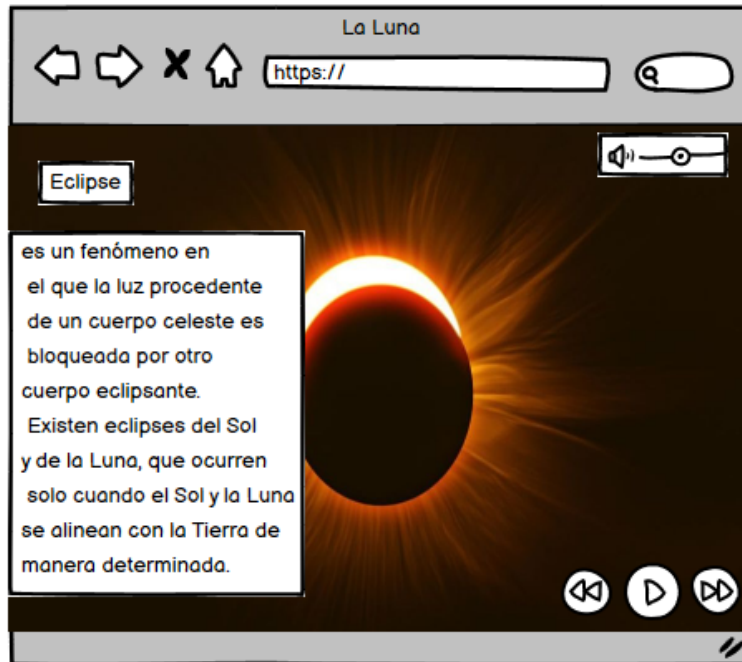 La Luna
https://
Eclipse
es un fenómeno en
el que la luz procedente
de un cuerpo celeste es
bloqueada por otro
cuerpo eclipsante.
Existen eclipses del Sol
y de la Luna, que ocurren
solo cuando el Sol y la Luna
se alinean con la Tierra de
manera determinada.